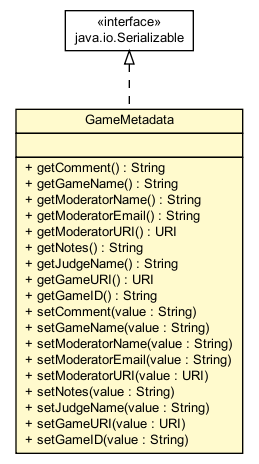 «interface»
java.io.Serializable
GameMetadata
+ getComment() : String
+ getGameName() : String
+ getModeratorName() : String
+ getModeratorEmail() : String
+ getModeratorURI() : URI
+ getNotes() : String
+ getJudgeName() : String
+ getGameURI() : URI
+ getGameID() : String
+ setComment(value : String)
+ setGameName(value : String)
+ setModeratorName(value : String)
+ setModeratorEmail(value : String)
+ setModeratorURI(value : URI)
+ setNotes(value : String)
+ setJudgeName(value : String)
+ setGameURI(value : URI)
+ setGameID(value : String)